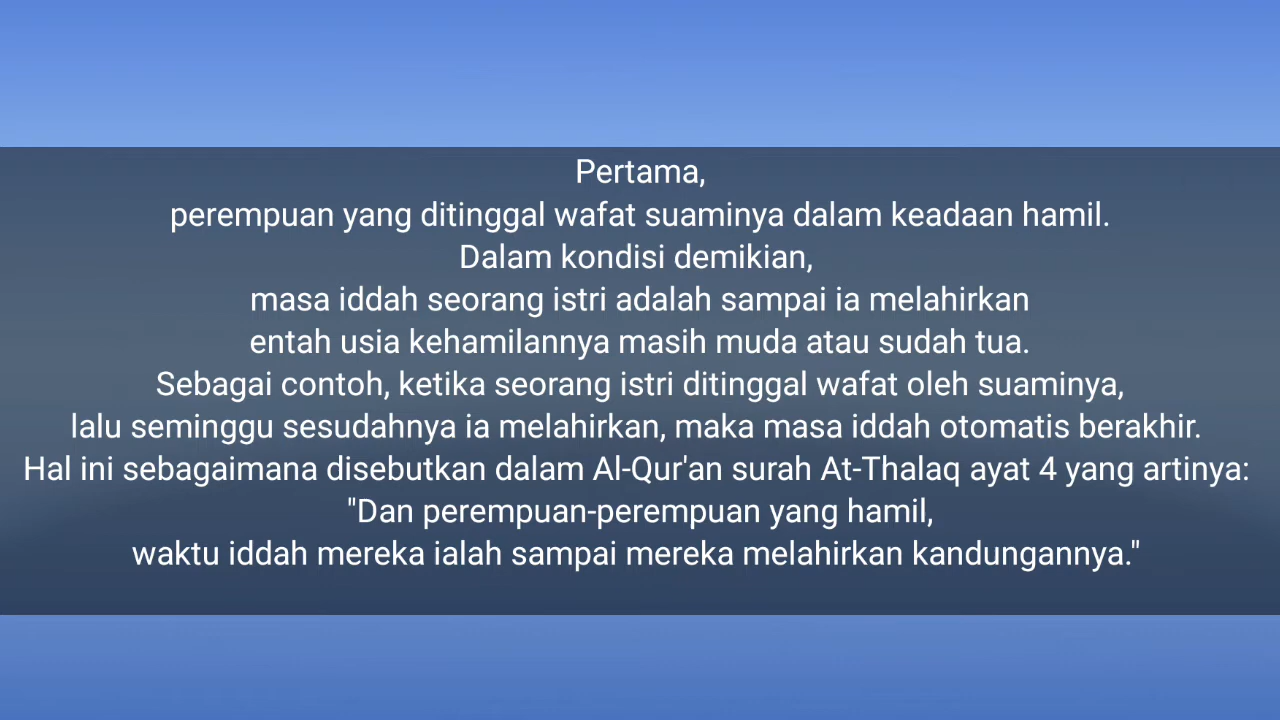 Pertama,
perempuan yang ditinggal wafat suaminya dalam keadaan hamil.
Dalam kondisi demikian,
masa iddah seorang istri adalah sampai ia melahirkan
entah usia kehamilannya masih muda atau sudah tua.
Sebagai contoh, ketika seorang istri ditinggal wafat oleh suaminya,
lalu seminggu sesudahnya ia melahirkan, maka masa iddah otomatis berakhir.
Hal ini sebagaimana disebutkan dalam Al-Qur'an surah At-Thalaq ayat 4 yang artinya:
"Dan perempuan-perempuan yang hamil,
waktu iddah mereka ialah sampai mereka melahirkan kandungannya."